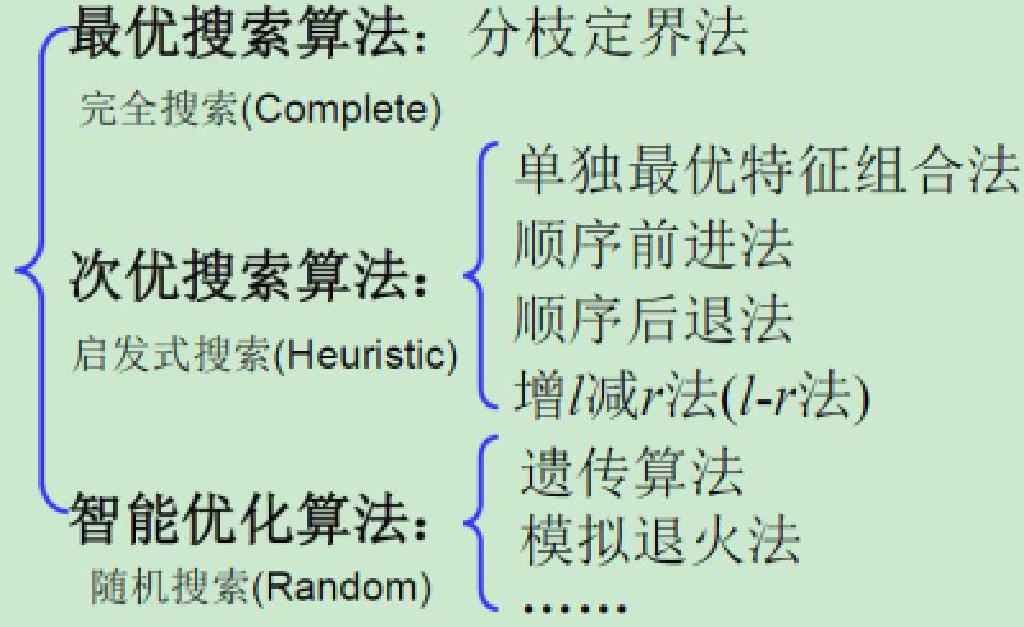 最优搜索算法：分枝定界法
完全搜索(Complete)
单独最优特征组合法
顺序前进法
次优搜索算法：
顺序后退法
启发式搜索(Heuristic)
增l减r法(l-r法)
遗传算法
智能优化算法：
模拟退火法
随机搜索(Random)
……